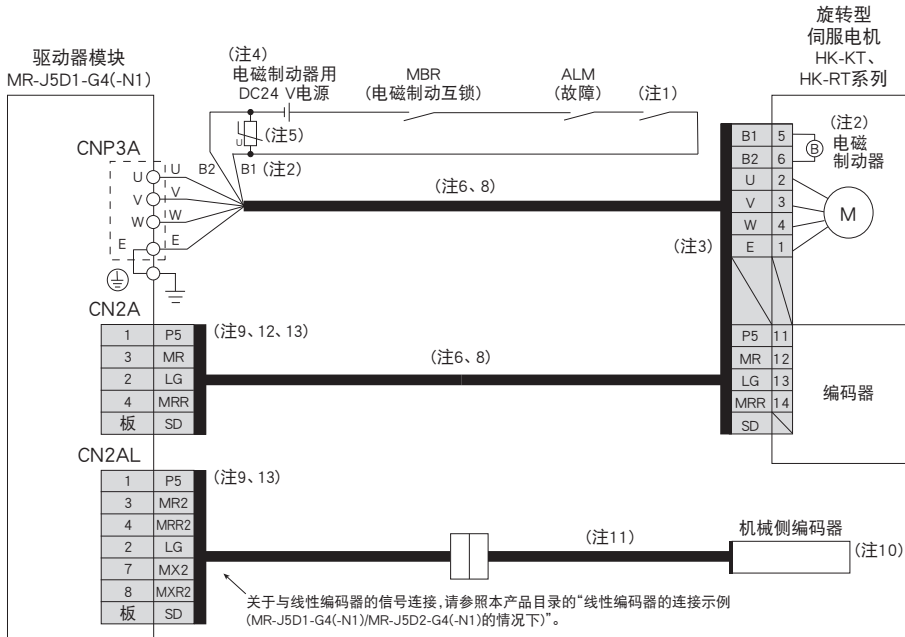 驱动器模块
MR-J5D1-G4(-N1)
(注4)
电磁制动器用
DC24 V电源
MBR
(电磁制动互锁)
ALM
(故障)
(注1)
旋转型
伺服电机
HK-KT、
HK-RT系列
U
(注5)
CNP3A
B2
B1
(注2)
U
U
V
V
W
W
E
E
(注6、8)
(注3)
B1 5
B2 6
U 2
V 3
W 4
E 1
(注2)
电磁
制动器
B
M
CN2A
1 P5
3 MR
2 LG
4 MRR
板 SD
(注9、12、13)
(注6、8)
P5 11
MR 12
LG 13
MRR 14
SD
编码器
CN2AL
1 P5
3 MR2
4 MRR2
2 LG
7 MX2
8 MXR2
板 SD
(注9、13)
(注11)
机械侧编码器
(注10)
关于与线性编码器的信号连接,请参照本产品目录的“线性编码器的连接示例
(MR-J5D1-G4(-N1)/MR-J5D2-G4(-N1)的情况下)”。